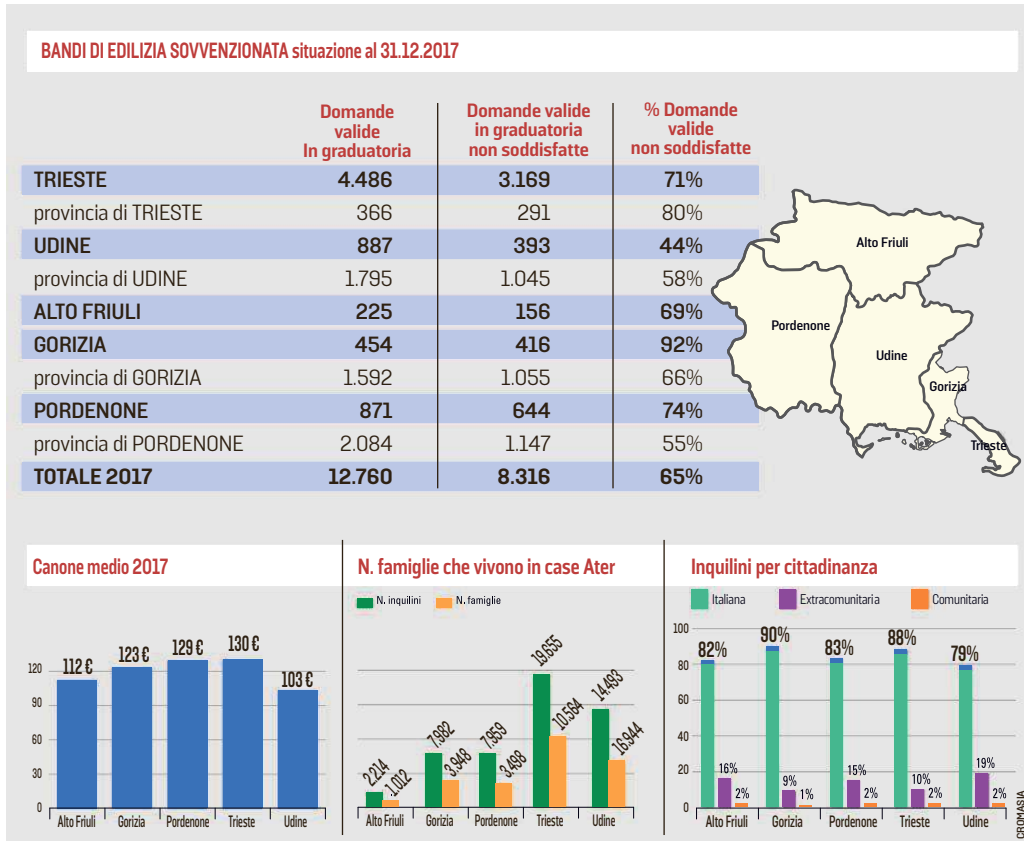 BANDI DI EDILIZIA SOVVENZIONATA situazione al 31.12.2017
Domande valide In graduatoria
Domande valide in graduatoria non soddisfatte
% Domande valide non soddisfatte
TRIESTE 4.486 3.169 71%
provincia di TRIESTE 366 291 80%
UDINE 887 393 44%
provincia di UDINE 1.795 1.045 58%
ALTO FRIULI 225 156 69%
GORIZIA 454 416 92%
provincia di GORIZIA 1.592 1.055 66%
PORDENONE 871 644 74%
provincia di PORDENONE 2.084 1.147 55%
TOTALE 2017 12.760 8.316 65%
Alto Friuli
Pordenone
Udine
Gorizia
Trieste
Canone medio 2017
120
90
60
30
0
112 €
123 €
129 €
130 €
103 €
Alto Friuli Gorizia Pordenone Trieste Udine
N. famiglie che vivono in case Ater
N. inquilini N. famiglie
2.214
1.012
7.982
3.948
7.959
3.498
19.655
10.564
14.493
16.944
Alto Friuli Gorizia Pordenone Trieste Udine
Inquilini per cittadinanza
Italiana Extracomunitaria Comunitaria
100
80
60
40
20
0
82% 16% 2%
90% 9% 1%
83% 15% 2%
88% 10% 2%
79% 19% 2%
Alto Friuli Gorizia Pordenone Trieste Udine
CROMASIA